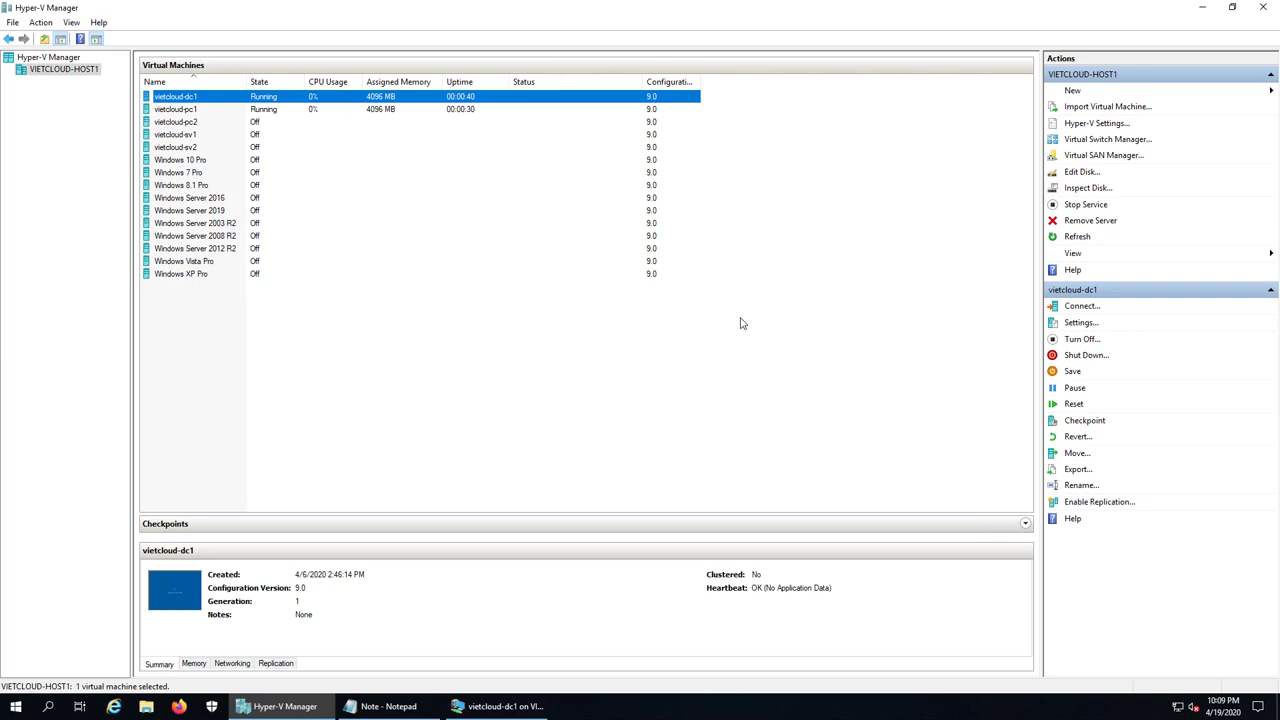 Hyper-V Manager
File Action View Help
Hyper-V Manager
VIETCLOUD-HOST1
Virtual Machines
Name State CPU Usage Assigned Memory Uptime Status Configurati...
vietcloud-dc1 Running 0% 4096 MB 00:00:40 9.0
vietcloud-pc1 Running 0% 4096 MB 00:00:30 9.0
vietcloud-pc2 Off 9.0
vietcloud-sv1 Off 9.0
vietcloud-sv2 Off 9.0
Windows 10 Pro Off 9.0
Windows 7 Pro Off 9.0
Windows 8.1 Pro Off 9.0
Windows Server 2016 Off 9.0
Windows Server 2019 Off 9.0
Windows Server 2003 R2 Off 9.0
Windows Server 2008 R2 Off 9.0
Windows Server 2012 R2 Off 9.0
Windows Vista Pro Off 9.0
Windows XP Pro Off 9.0
Checkpoints
vietcloud-dc1
Created: 4/6/2020 2:46:14 PM Clustered: No
Configuration Version: 9.0 Heartbeat: OK (No Application Data)
Generation: 1
Notes: None
Summary Memory Networking Replication
Actions
VIETCLOUD-HOST1
New
Import Virtual Machine...
Hyper-V Settings...
Virtual Switch Manager...
Virtual SAN Manager...
Edit Disk...
Inspect Disk...
Stop Service
Remove Server
Refresh
View
Help
vietcloud-dc1
Connect...
Settings...
Turn Off...
Shut Down...
Save
Pause
Reset
Checkpoint
Revert...
Move...
Export...
Rename...
Enable Replication...
Help
VIETCLOUD-HOST1: 1 virtual machine selected.
Hyper-V Manager Note - Notepad vietcloud-dc1 on VI...
10:09 PM
4/19/2020